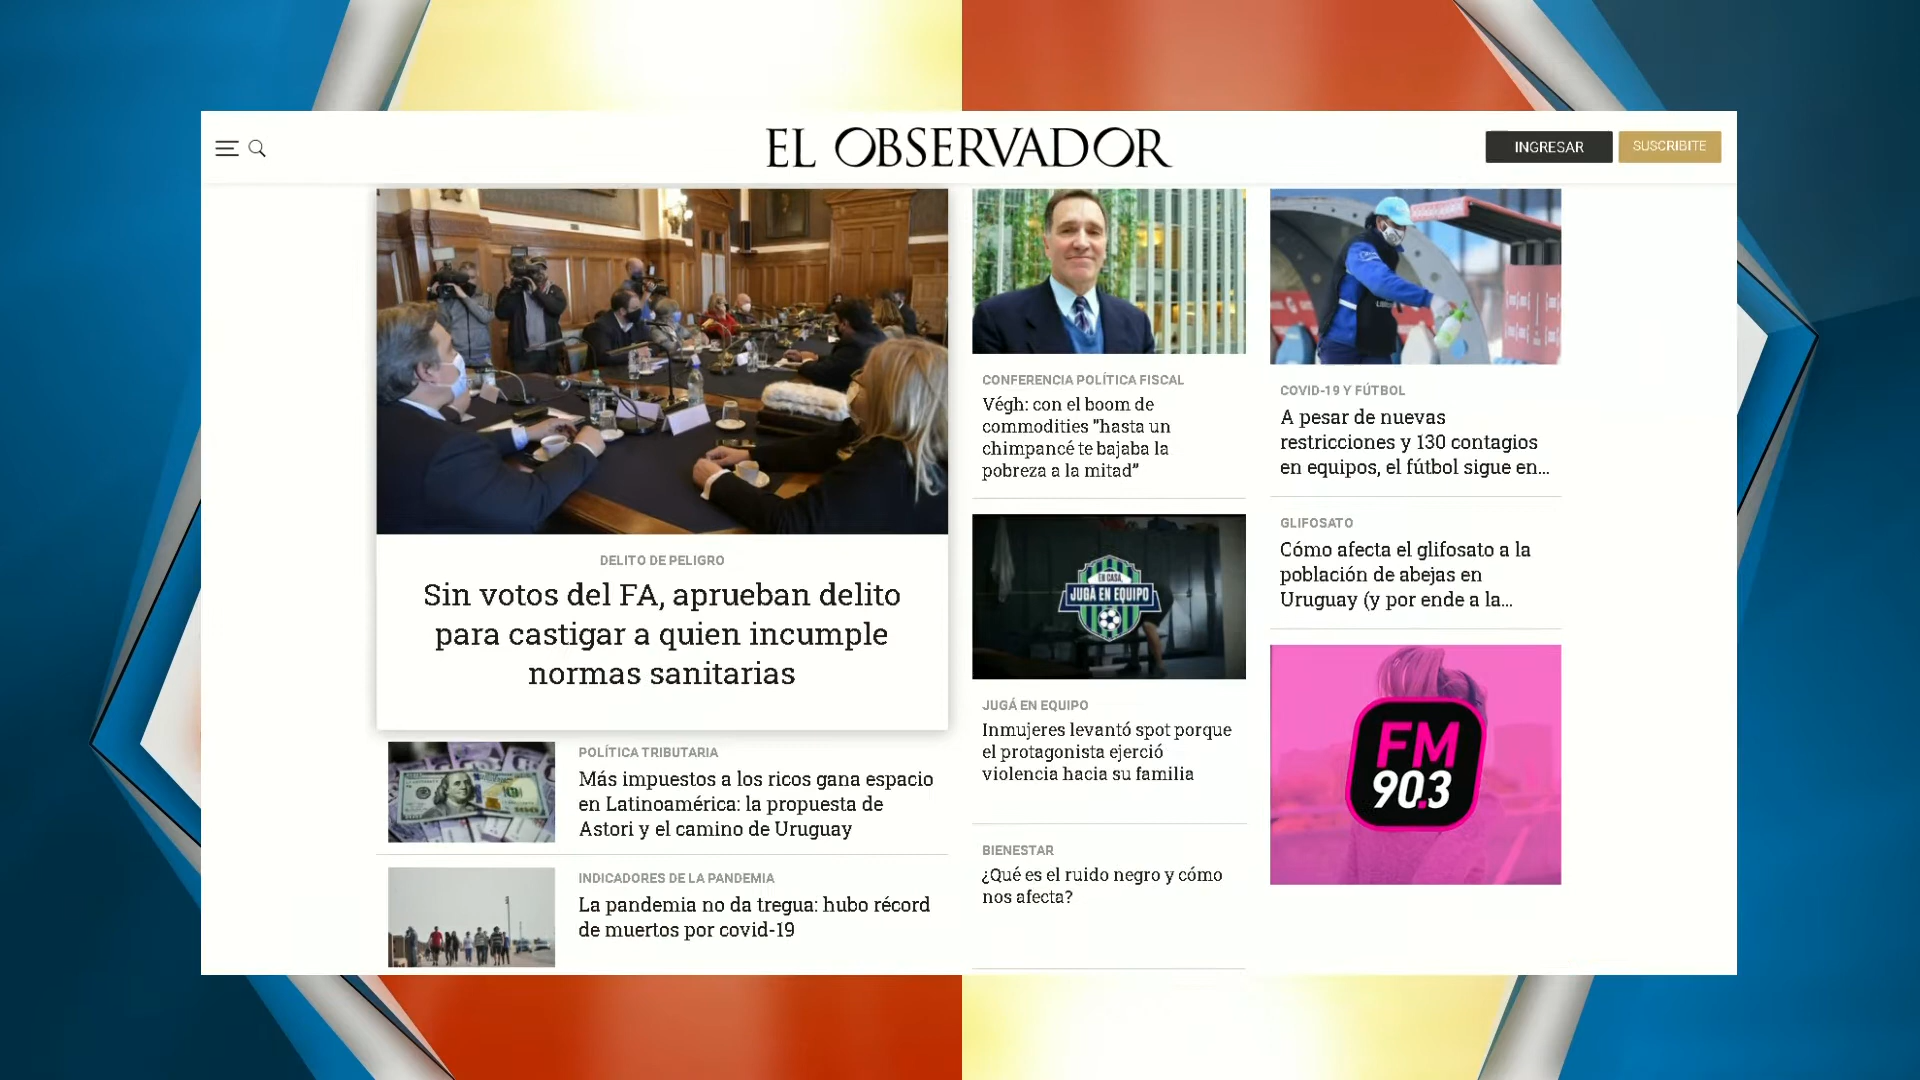 EL OBSERVADOR
INGRESAR
SUSCRIBITE
DELITO DE PELIGRO
Sin votos del FA, aprueban delito
para castigar a quien incumple
normas sanitarias
POLÍTICA TRIBUTARIA
Más impuestos a los ricos gana espacio
en Latinoamérica: la propuesta de
Astori y el camino de Uruguay
INDICADORES DE LA PANDEMIA
La pandemia no da tregua: hubo récord
de muertos por covid-19
CONFERENCIA POLÍTICA FISCAL
Végh: con el boom de
commodities "hasta un
chimpancé te bajaba la
pobreza a la mitad"
EN CASA,
JUGÁ EN EQUIPO
JUGÁ EN EQUIPO
Inmujeres levantó spot porque
el protagonista ejerció
violencia hacia su familia
BIENESTAR
¿Qué es el ruido negro y cómo
nos afecta?
COVID-19 Y FÚTBOL
A pesar de nuevas
restricciones y 130 contagios
en equipos, el fútbol sigue en...
GLIFOSATO
Cómo afecta el glifosato a la
población de abejas en
Uruguay (y por ende a la...
FM
90.3